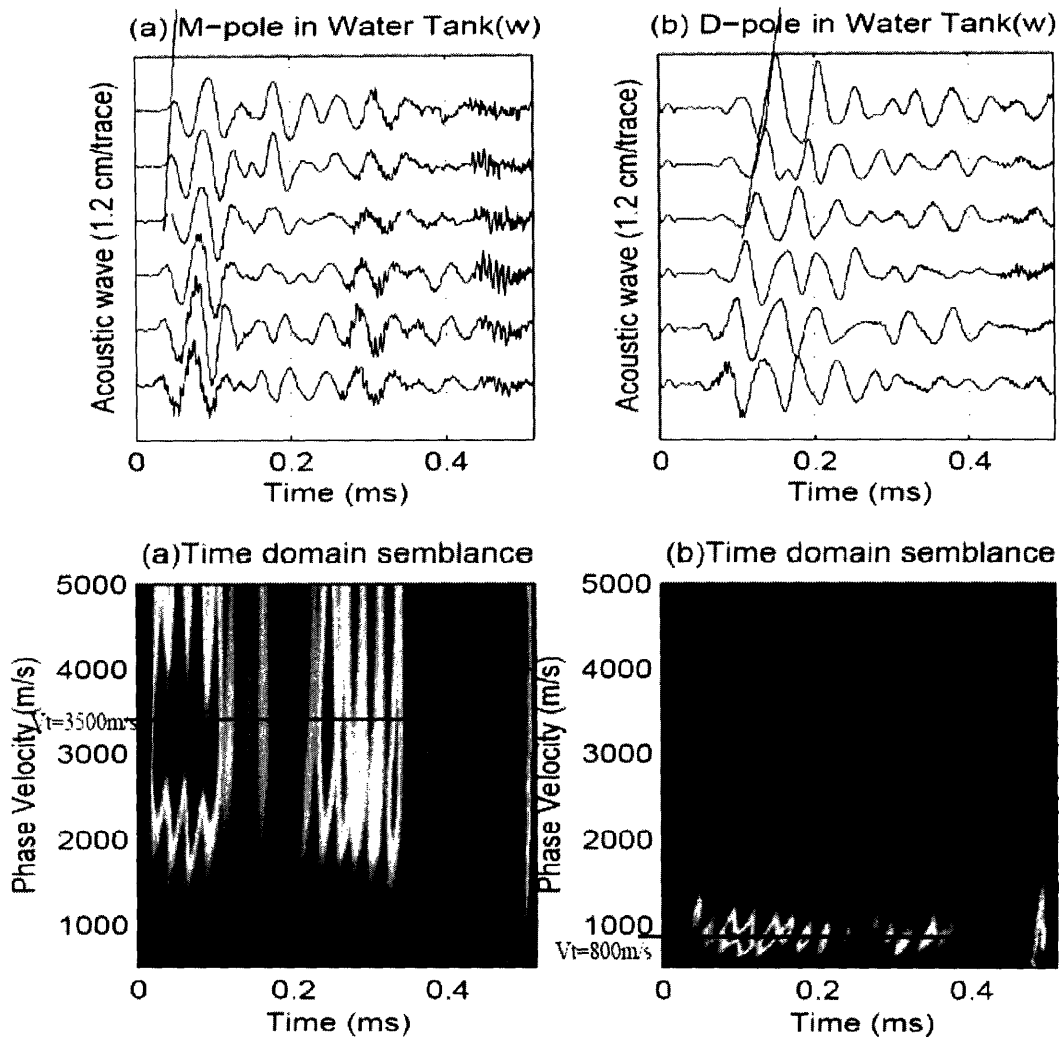 (a) M-pole in Water Tank(w)
Acoustic wave (1.2 cm/trace)
0
0.2
0.4
Time (ms)
(b) D-pole in Water Tank(w)
Acoustic wave (1.2 cm/trace)
0
0.2
0.4
Time (ms)
(a)Time domain semblance
Phase Velocity (m/s)
5000
4000
3000
2000
1000
Vt=3500m/s
0
0.2
0.4
Time (ms)
(b)Time domain semblance
Phase Velocity (m/s)
5000
4000
3000
2000
1000
Vt=800m/s
0
0.2
0.4
Time (ms)